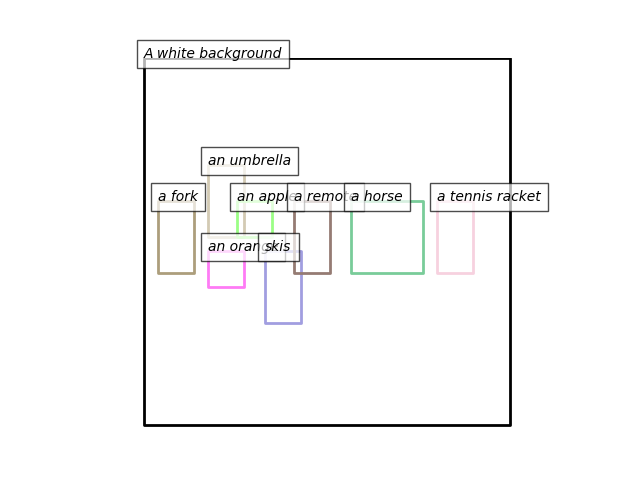 A white background
an umbrella
a fork
an apple
a remote
a horse
a tennis racket
an orange
skis